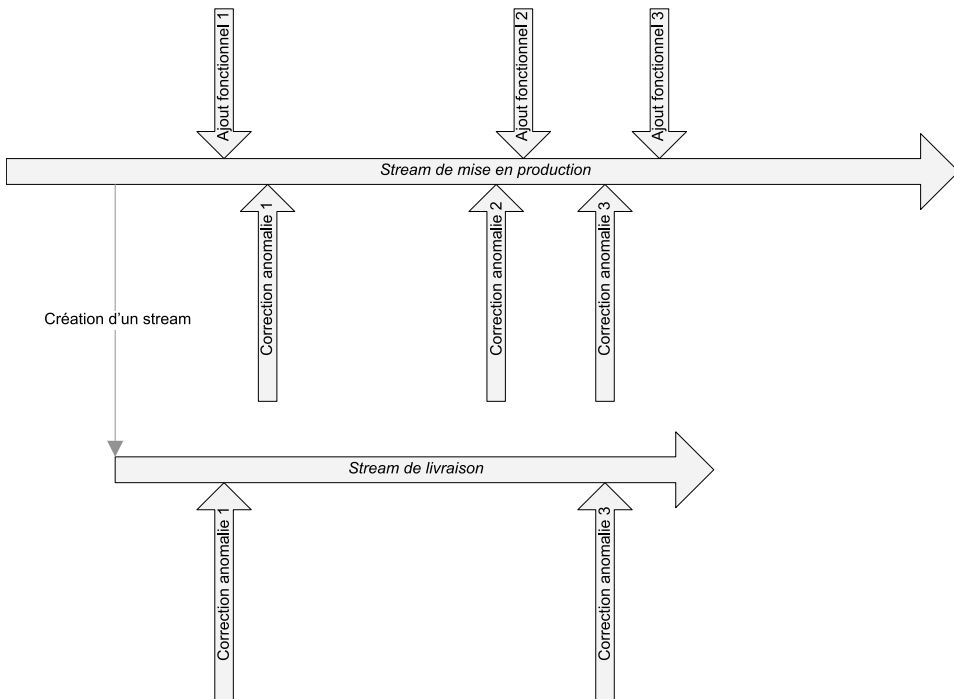 Ajout fonctionnel 1
Ajout fonctionnel 2
Ajout fonctionnel 3
Stream de mise en production
Correction anomalie 1
Correction anomalie 2
Correction anomalie 3
Création d'un stream
Stream de livraison
Correction anomalie 1
Correction anomalie 3